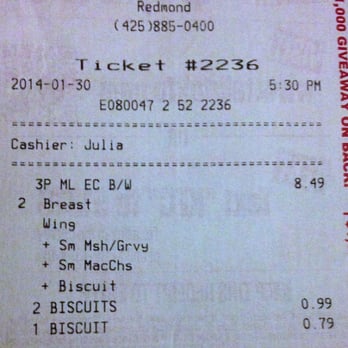 Redmond
(425)885-0400
Ticket #2236
2014-01-30 5:30 PM
E080047 2 52 2236
Cashier: Julia
3P ML EC B/W 8.49
2 Breast
Wing
+ Sm Msh/Grvy
+ Sm MacChs
+ Biscuit
2 BISCUITS 0.99
1 BISCUIT 0.79
,000 GIVEAWAY ON BACK!